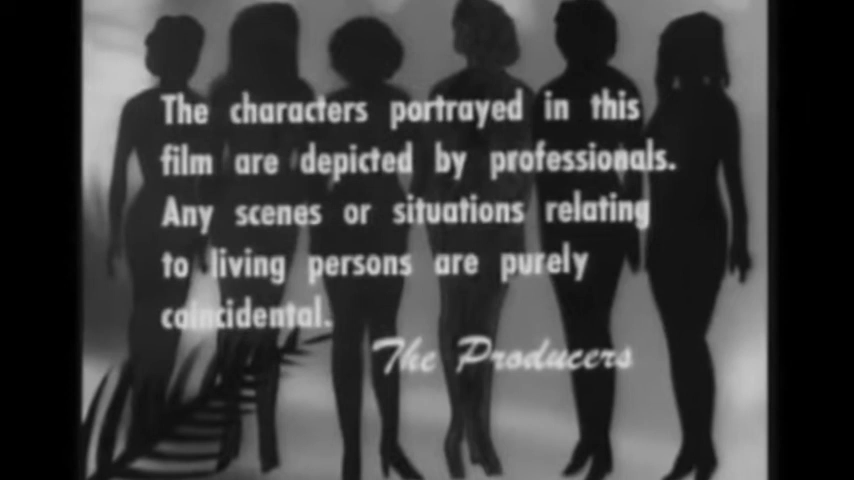 The characters portrayed in this
film are depicted by professionals.
Any scenes or situations relating
to living persons are purely
coincidental.
The Producers